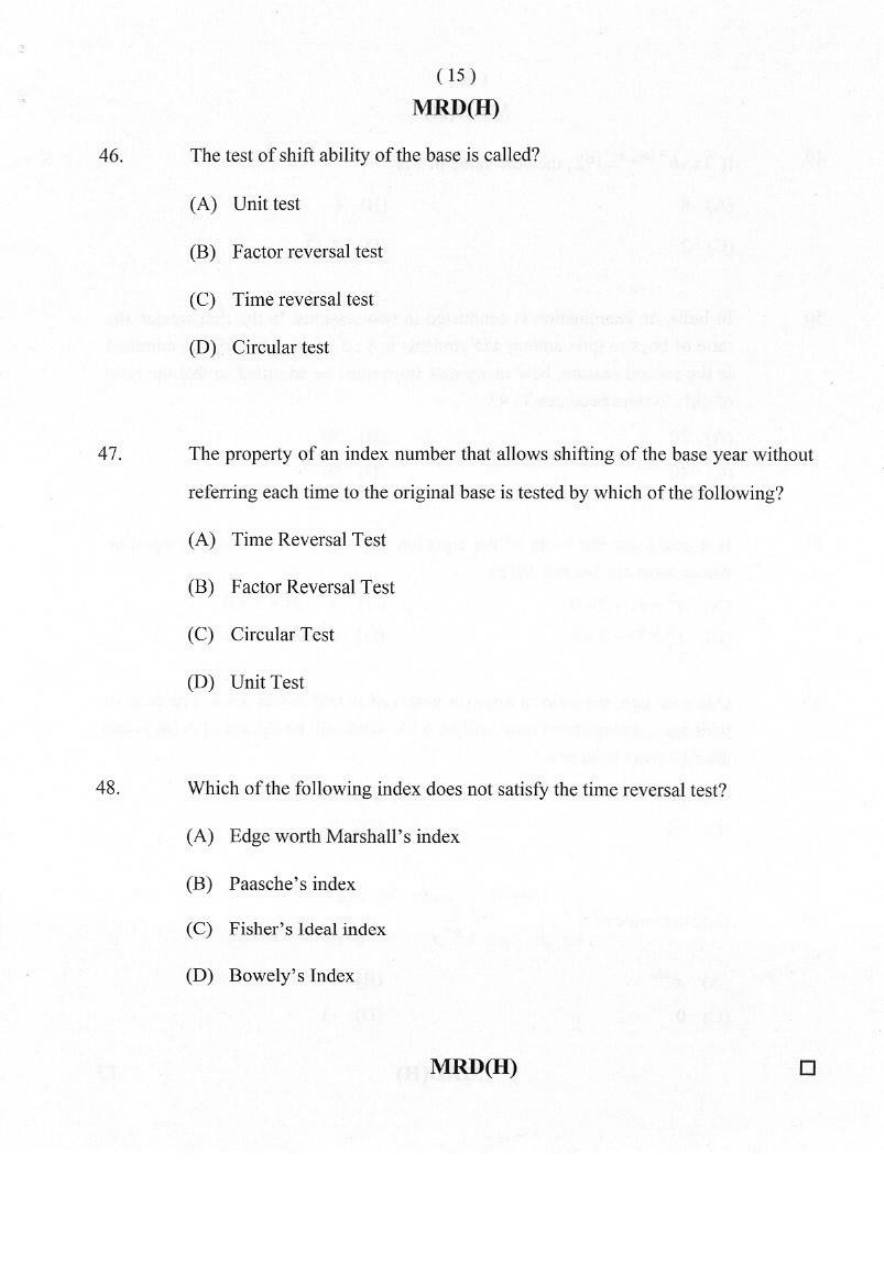 ( 15 )
MRD(H)
46. The test of shift ability of the base is called?
(A) Unit test
(B) Factor reversal test
(C) Time reversal test
(D) Circular test
47. The property of an index number that allows shifting of the base year without
referring each time to the original base is tested by which of the following?
(A) Time Reversal Test
(B) Factor Reversal Test
(C) Circular Test
(D) Unit Test
48. Which of the following index does not satisfy the time reversal test?
(A) Edge worth Marshall's index
(B) Paasche's index
(C) Fisher's Ideal index
(D) Bowely's Index
MRD(H)